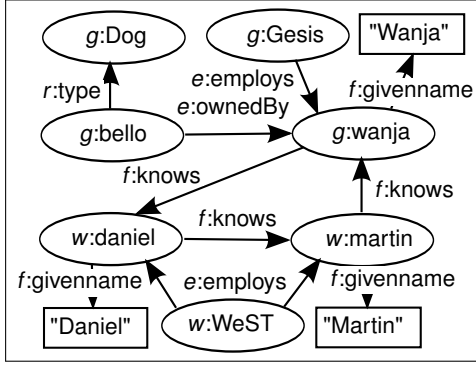 g:Dog
g:Gesis
"Wanja"
e:employs
r:type
e:ownedBy
f:givenname
g:bello
g:wanja
f:knows
f:knows
f:knows
w:daniel
w:martin
f:givenname
e:employs
f:givenname
"Daniel"
w:WeST
"Martin"